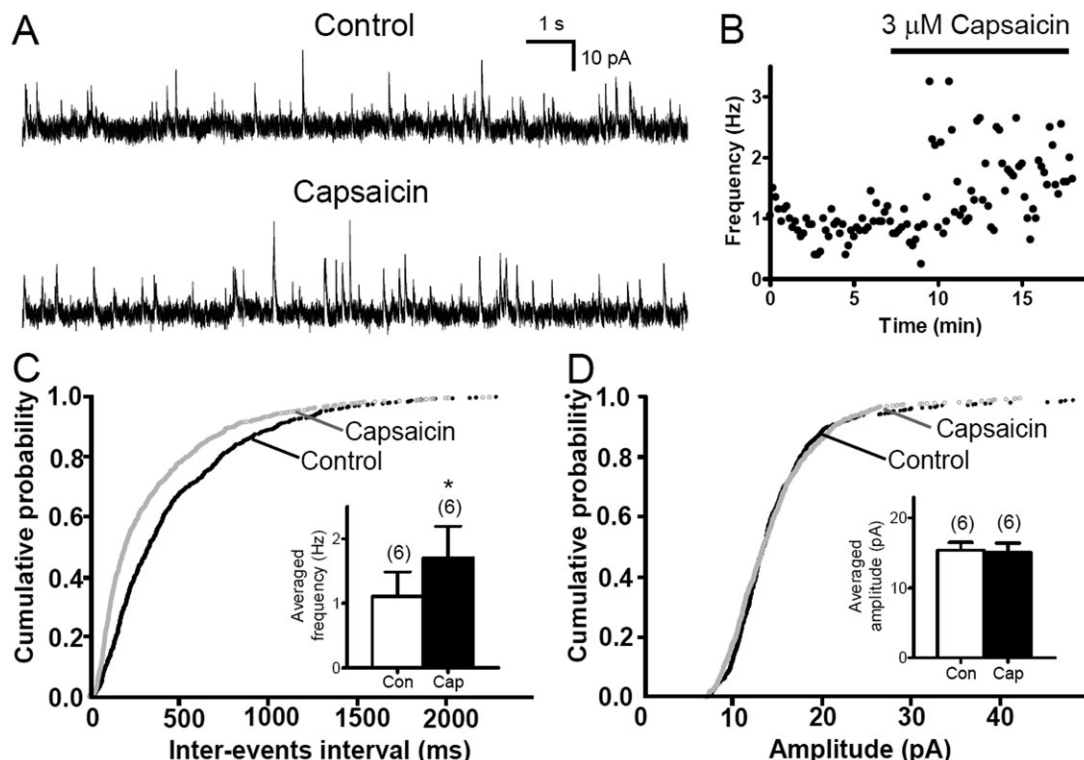 A
Control
1 s
10 pA
Capsaicin
B
3 μM Capsaicin
Frequency (Hz)
3
2
1
0
0 5 10 15
Time (min)
C
Cumulative probability
1.0
0.8
0.6
0.4
0.2
0.0
Capsaicin
Control
Averaged
frequency (Hz)
2
1
0
*
(6) (6)
Con Cap
0 500 1000 1500 2000
Inter-events interval (ms)
D
Cumulative probability
1.0
0.8
0.6
0.4
0.2
0.0
Capsaicin
Control
Averaged
amplitude (pA)
20
10
0
(6) (6)
Con Cap
0 10 20 30 40
Amplitude (pA)